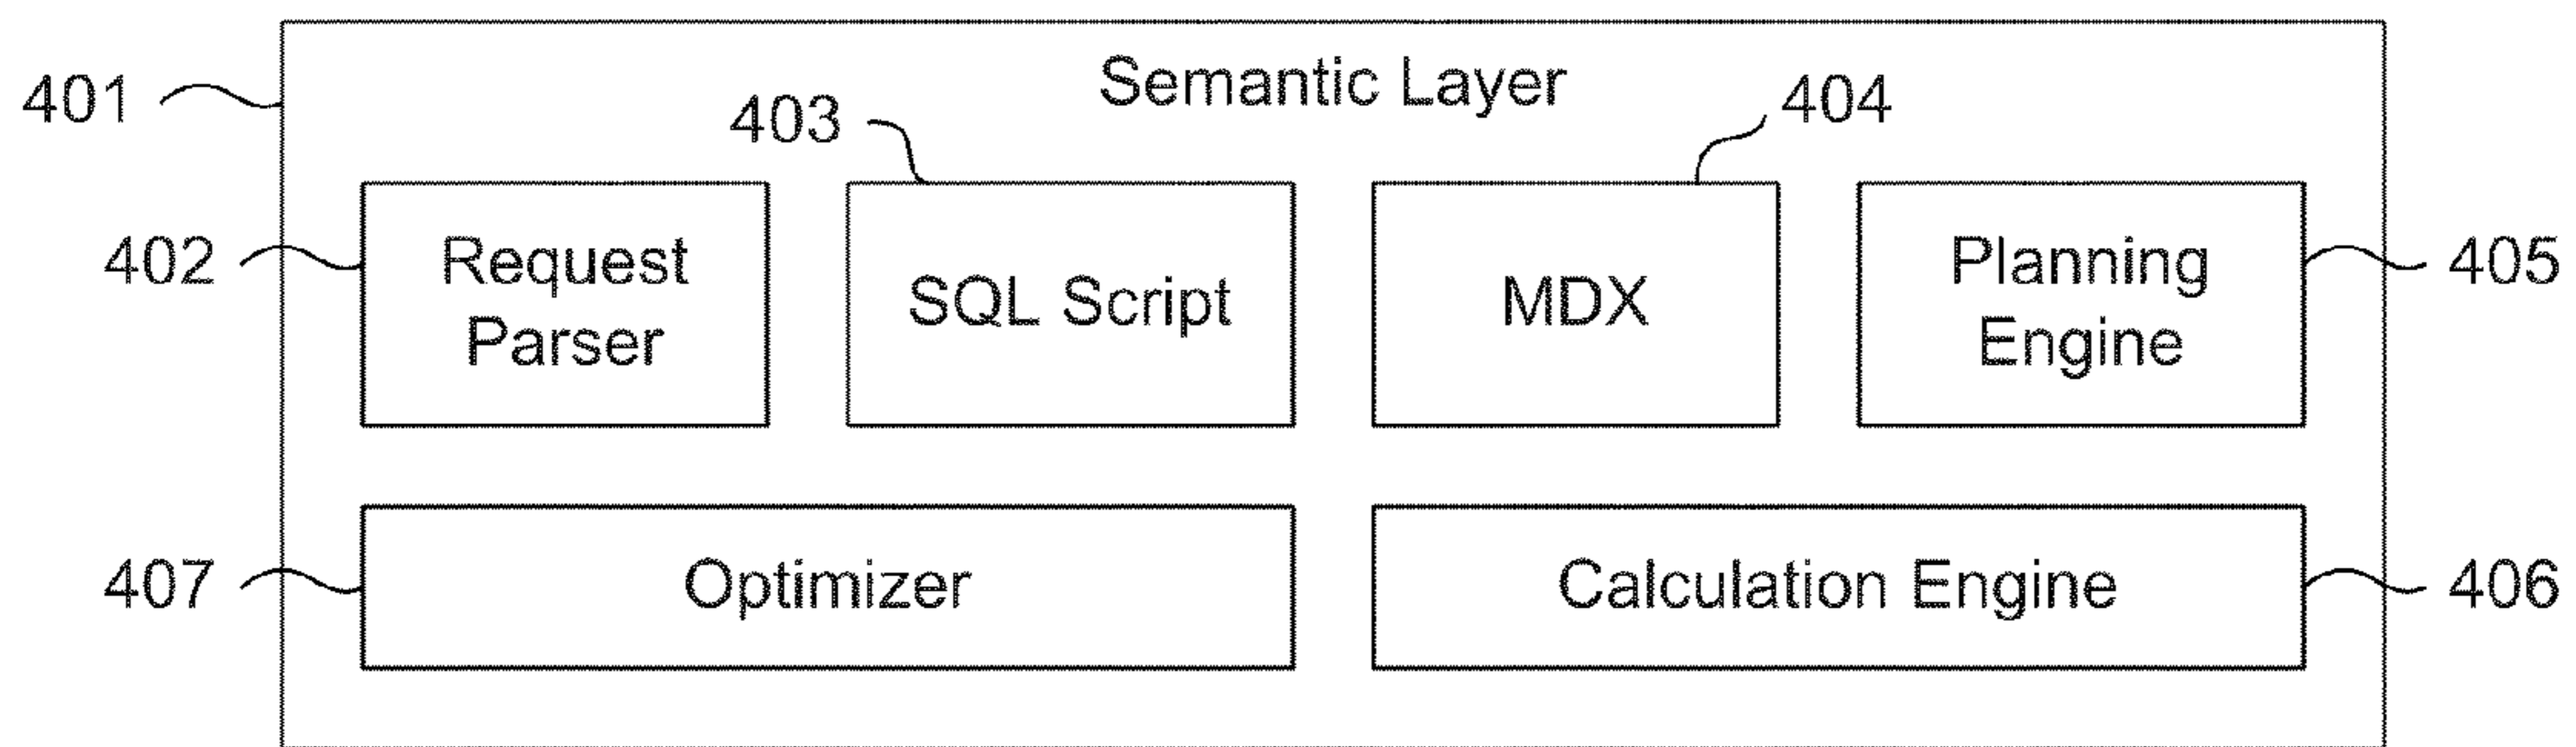 Semantic Layer
401
403
404
402
Request
Parser
SQL Script
MDX
Planning
Engine
405
407
Optimizer
Calculation Engine
406